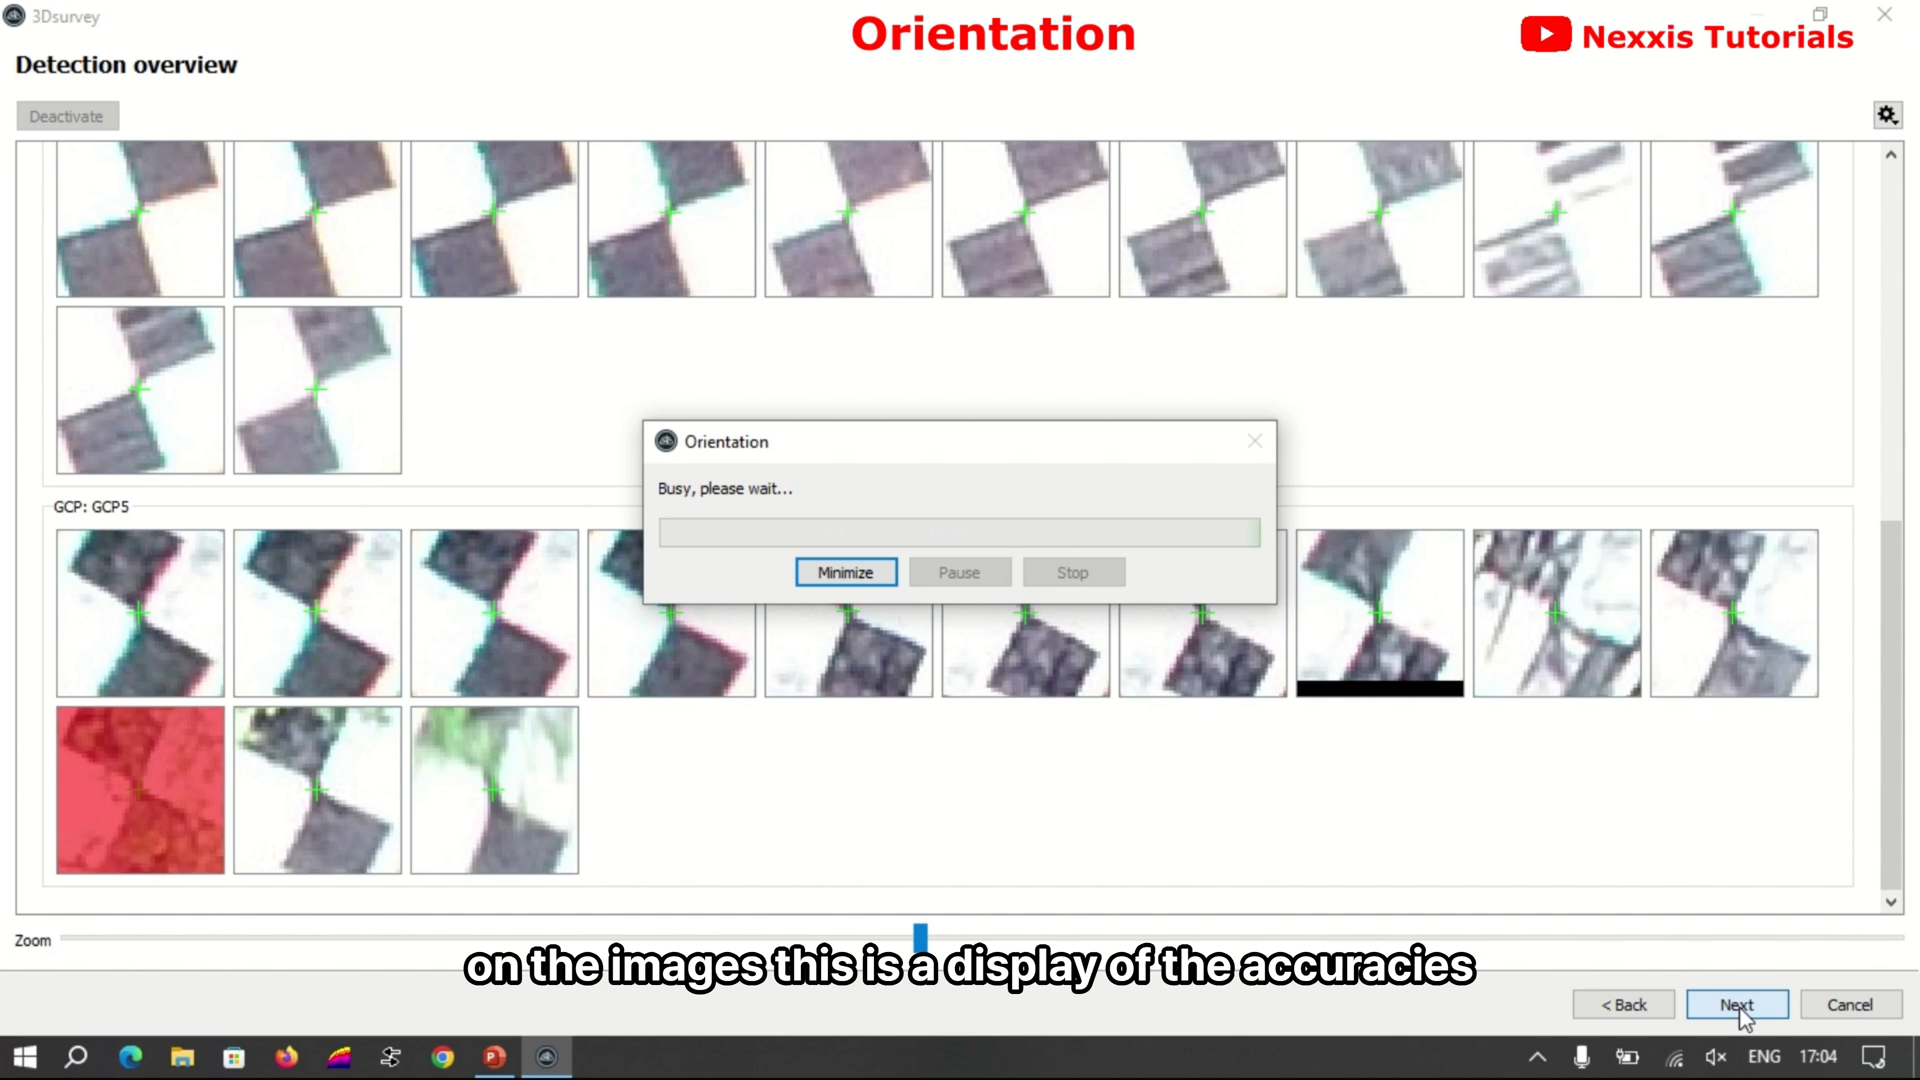 3Dsurvey
Orientation
Nexxis Tutorials
Detection overview
Deactivate
Orientation
Busy, please wait...
Minimize
Pause
Stop
GCP: GCP5
Zoom
on the images this is a display of the accuracies
< Back
Next
Cancel
ENG
17:04